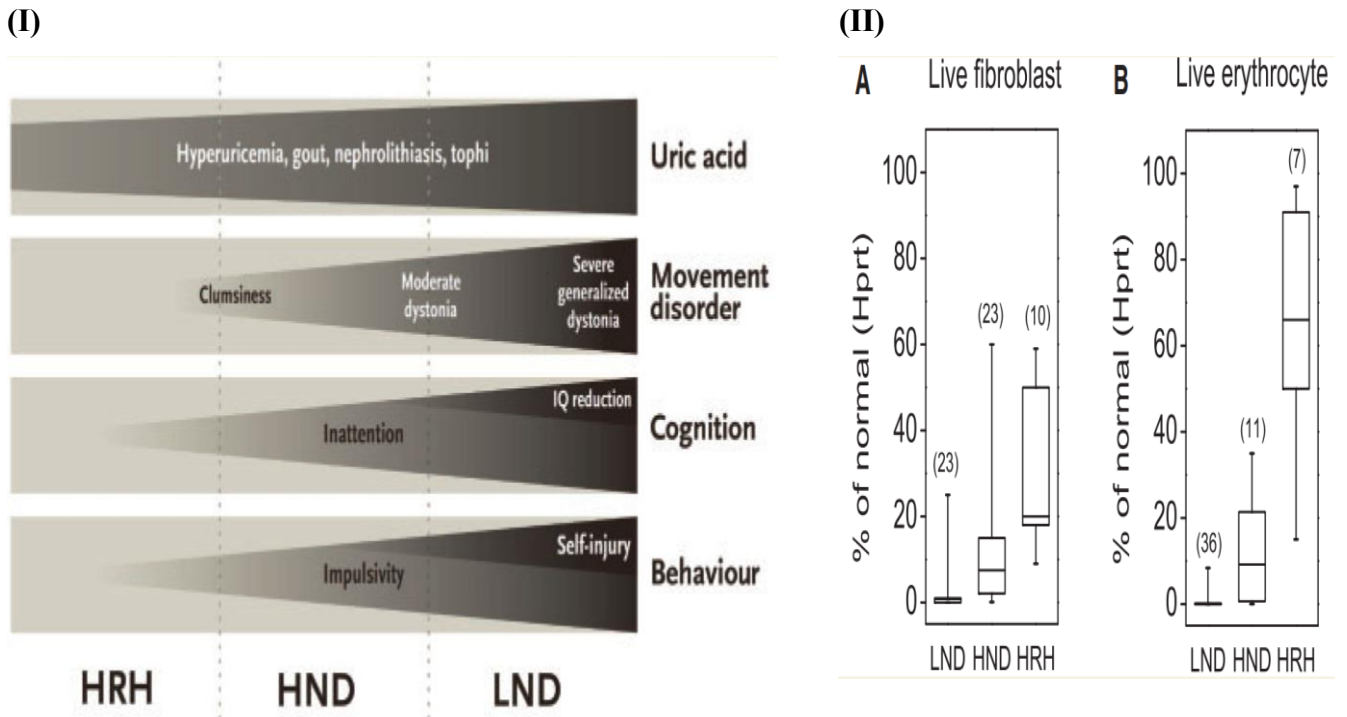 (I)
Hyperuricemia, gout, nephrolithiasis, tophi
Uric acid
Clumsiness
Moderate
dystonia
Severe
generalized
dystonia
Movement
disorder
Inattention
IQ reduction
Cognition
Impulsivity
Self-injury
Behaviour
HRH HND LND
(II)
A Live fibroblast
% of normal (Hprt)
100
80
60
40
20
0
(23)
(23)
(10)
LND HND HRH
B Live erythrocyte
% of normal (Hprt)
100
80
60
40
20
0
(36)
(11)
(7)
LND HND HRH